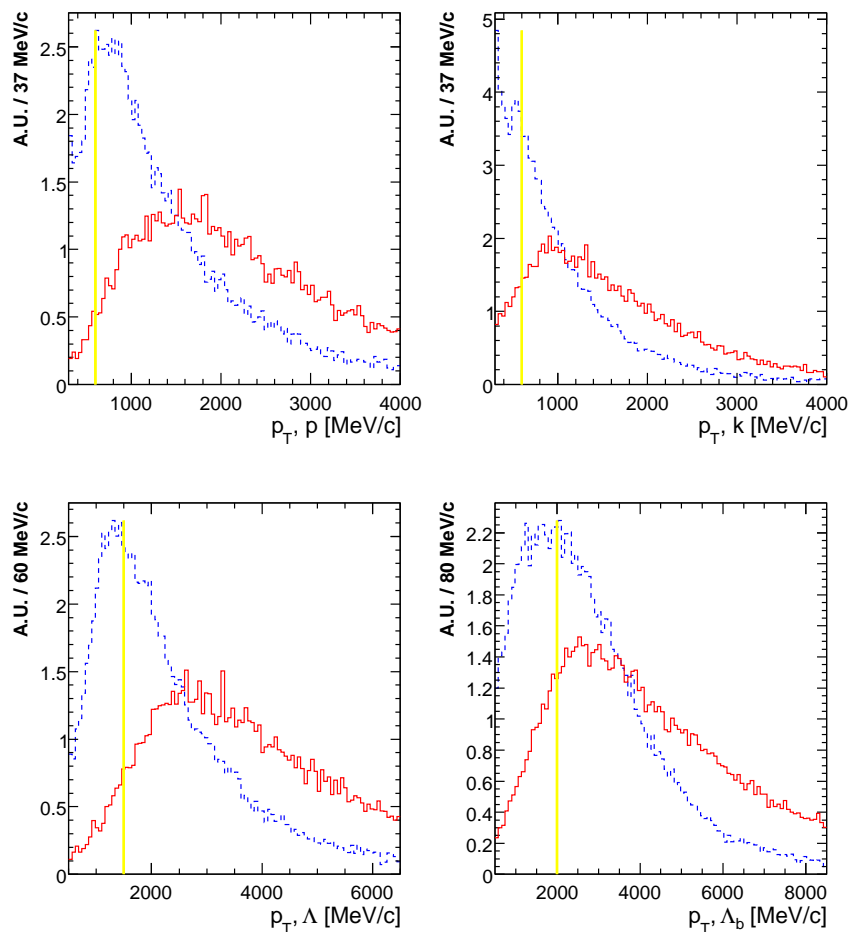 A.U. / 37 MeV/c
2.5
2
1.5
1
0.5
0
1000 2000 3000 4000
p_T, p [MeV/c]
A.U. / 37 MeV/c
5
4
3
2
1
0
1000 2000 3000 4000
p_T, k [MeV/c]
A.U. / 60 MeV/c
2.5
2
1.5
1
0.5
0
2000 4000 6000
p_T, Λ [MeV/c]
A.U. / 80 MeV/c
2.2
2
1.8
1.6
1.4
1.2
1
0.8
0.6
0.4
0.2
0
2000 4000 6000 8000
p_T, Λ_b [MeV/c]